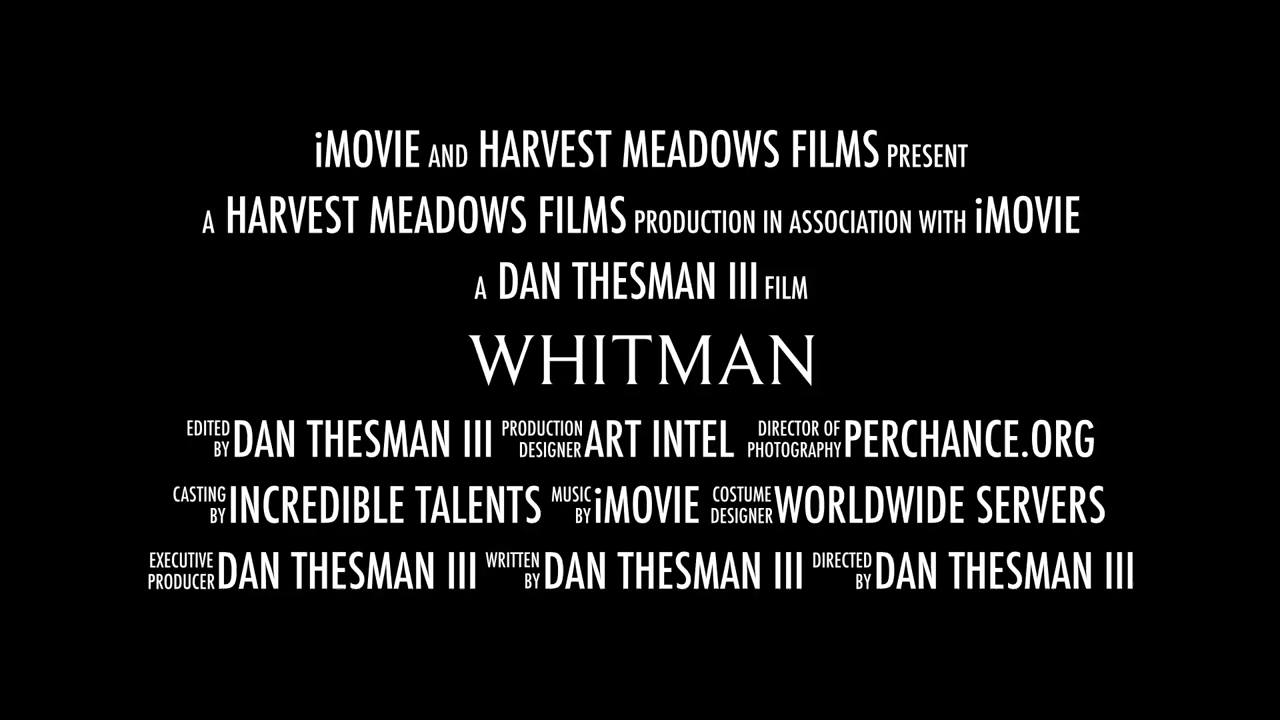 iMOVIE AND HARVEST MEADOWS FILMS PRESENT
A HARVEST MEADOWS FILMS PRODUCTION IN ASSOCIATION WITH iMOVIE
A DAN THESMAN III FILM
WHITMAN
EDITED BY DAN THESMAN III PRODUCTION DESIGNER ART INTEL DIRECTOR OF PHOTOGRAPHY PERCHANCE.ORG
CASTING BY INCREDIBLE TALENTS MUSIC BY iMOVIE COSTUME DESIGNER WORLDWIDE SERVERS
EXECUTIVE PRODUCER DAN THESMAN III WRITTEN BY DAN THESMAN III DIRECTED BY DAN THESMAN III